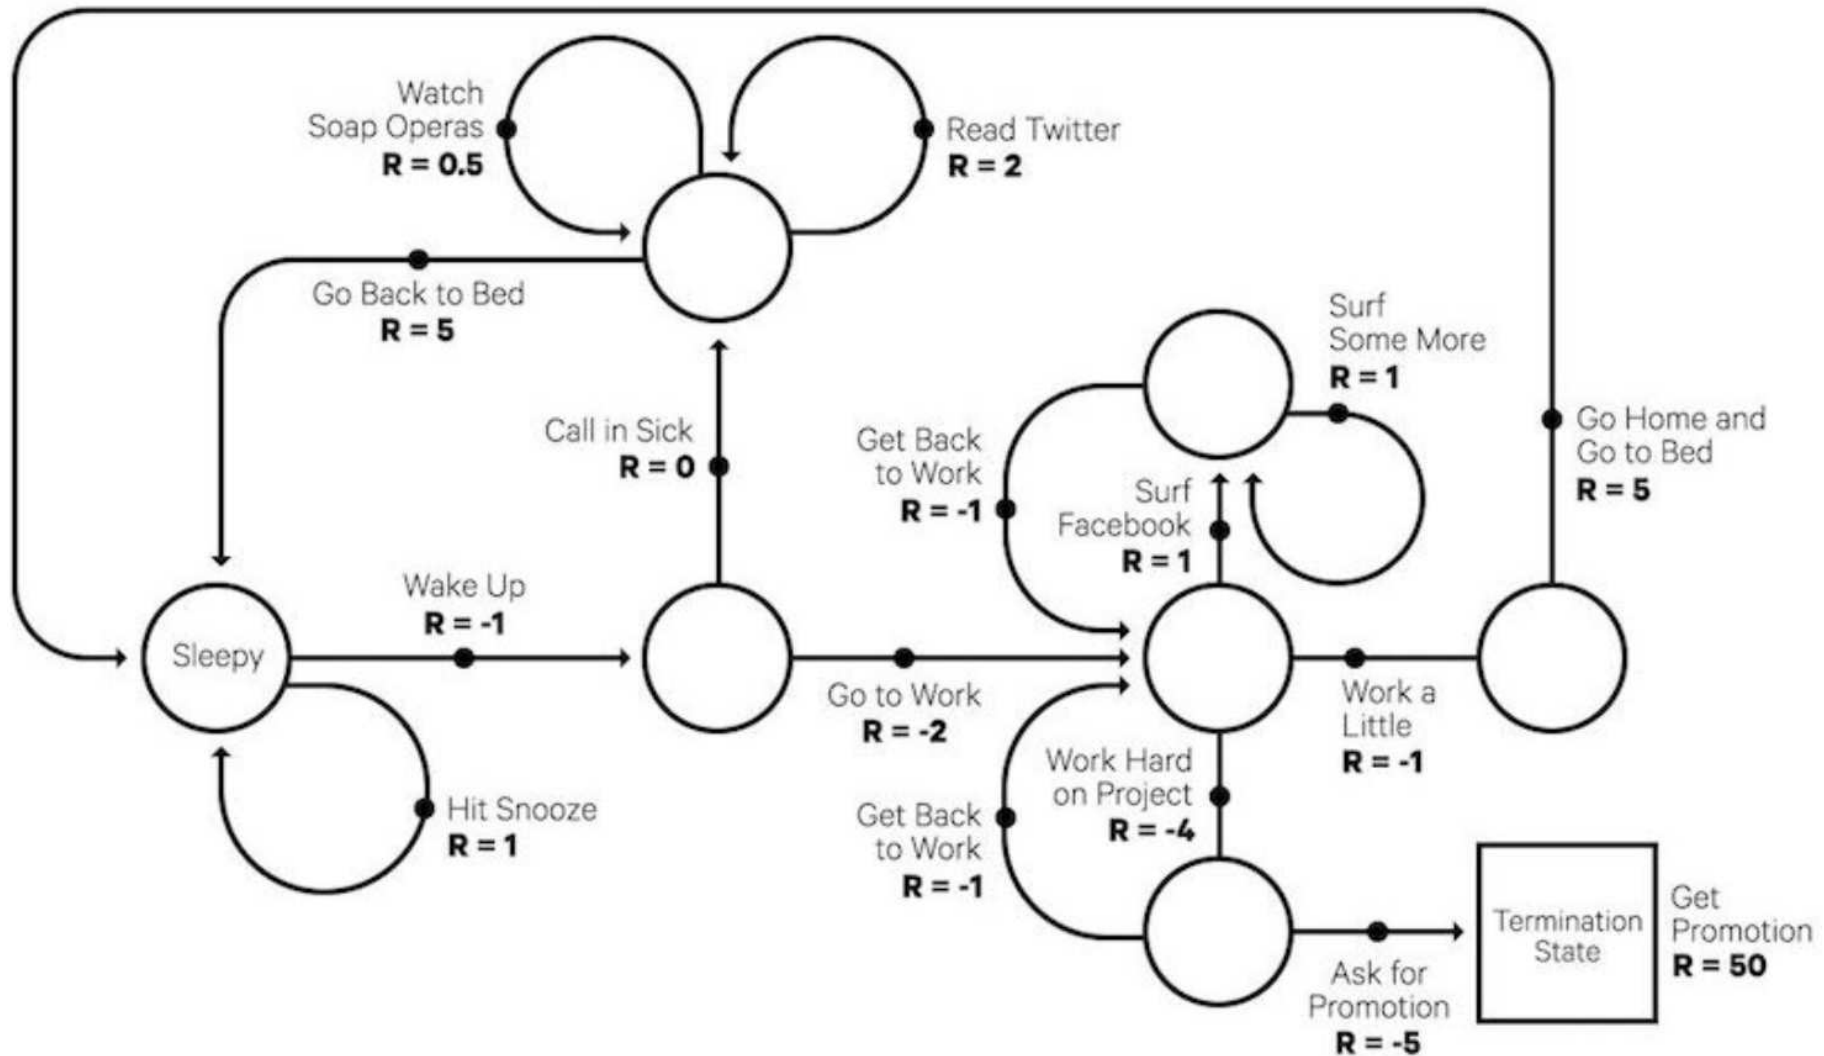 Watch
Soap Operas
R = 0.5
Read Twitter
R = 2
Go Back to Bed
R = 5
Surf
Some More
R = 1
Call in Sick
R = 0
Get Back
to Work
R = -1
Surf
Facebook
R = 1
Go Home and
Go to Bed
R = 5
Wake Up
R = -1
Sleepy
Go to Work
R = -2
Work a
Little
R = -1
Hit Snooze
R = 1
Work Hard
on Project
R = -4
Get Back
to Work
R = -1
Termination
State
Get
Promotion
R = 50
Ask for
Promotion
R = -5